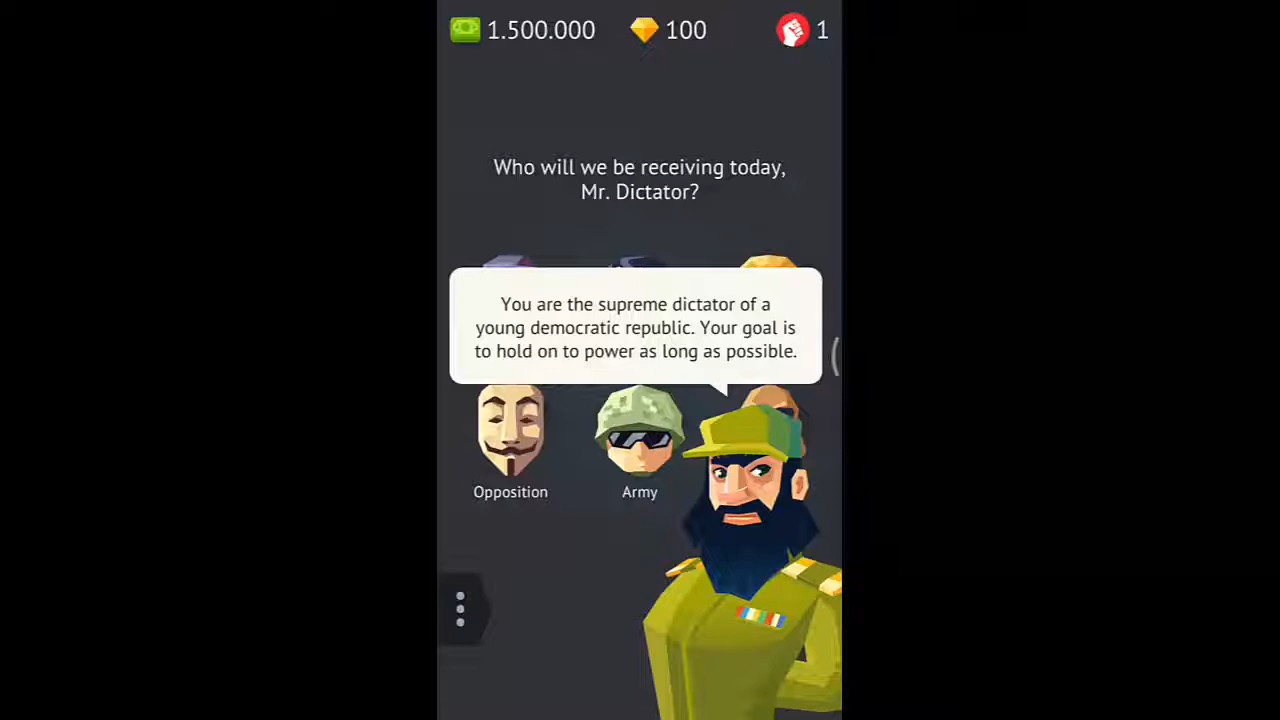 1.500.000 100 1
Who will we be receiving today,
Mr. Dictator?
You are the supreme dictator of a
young democratic republic. Your goal is
to hold on to power as long as possible.
Opposition Army